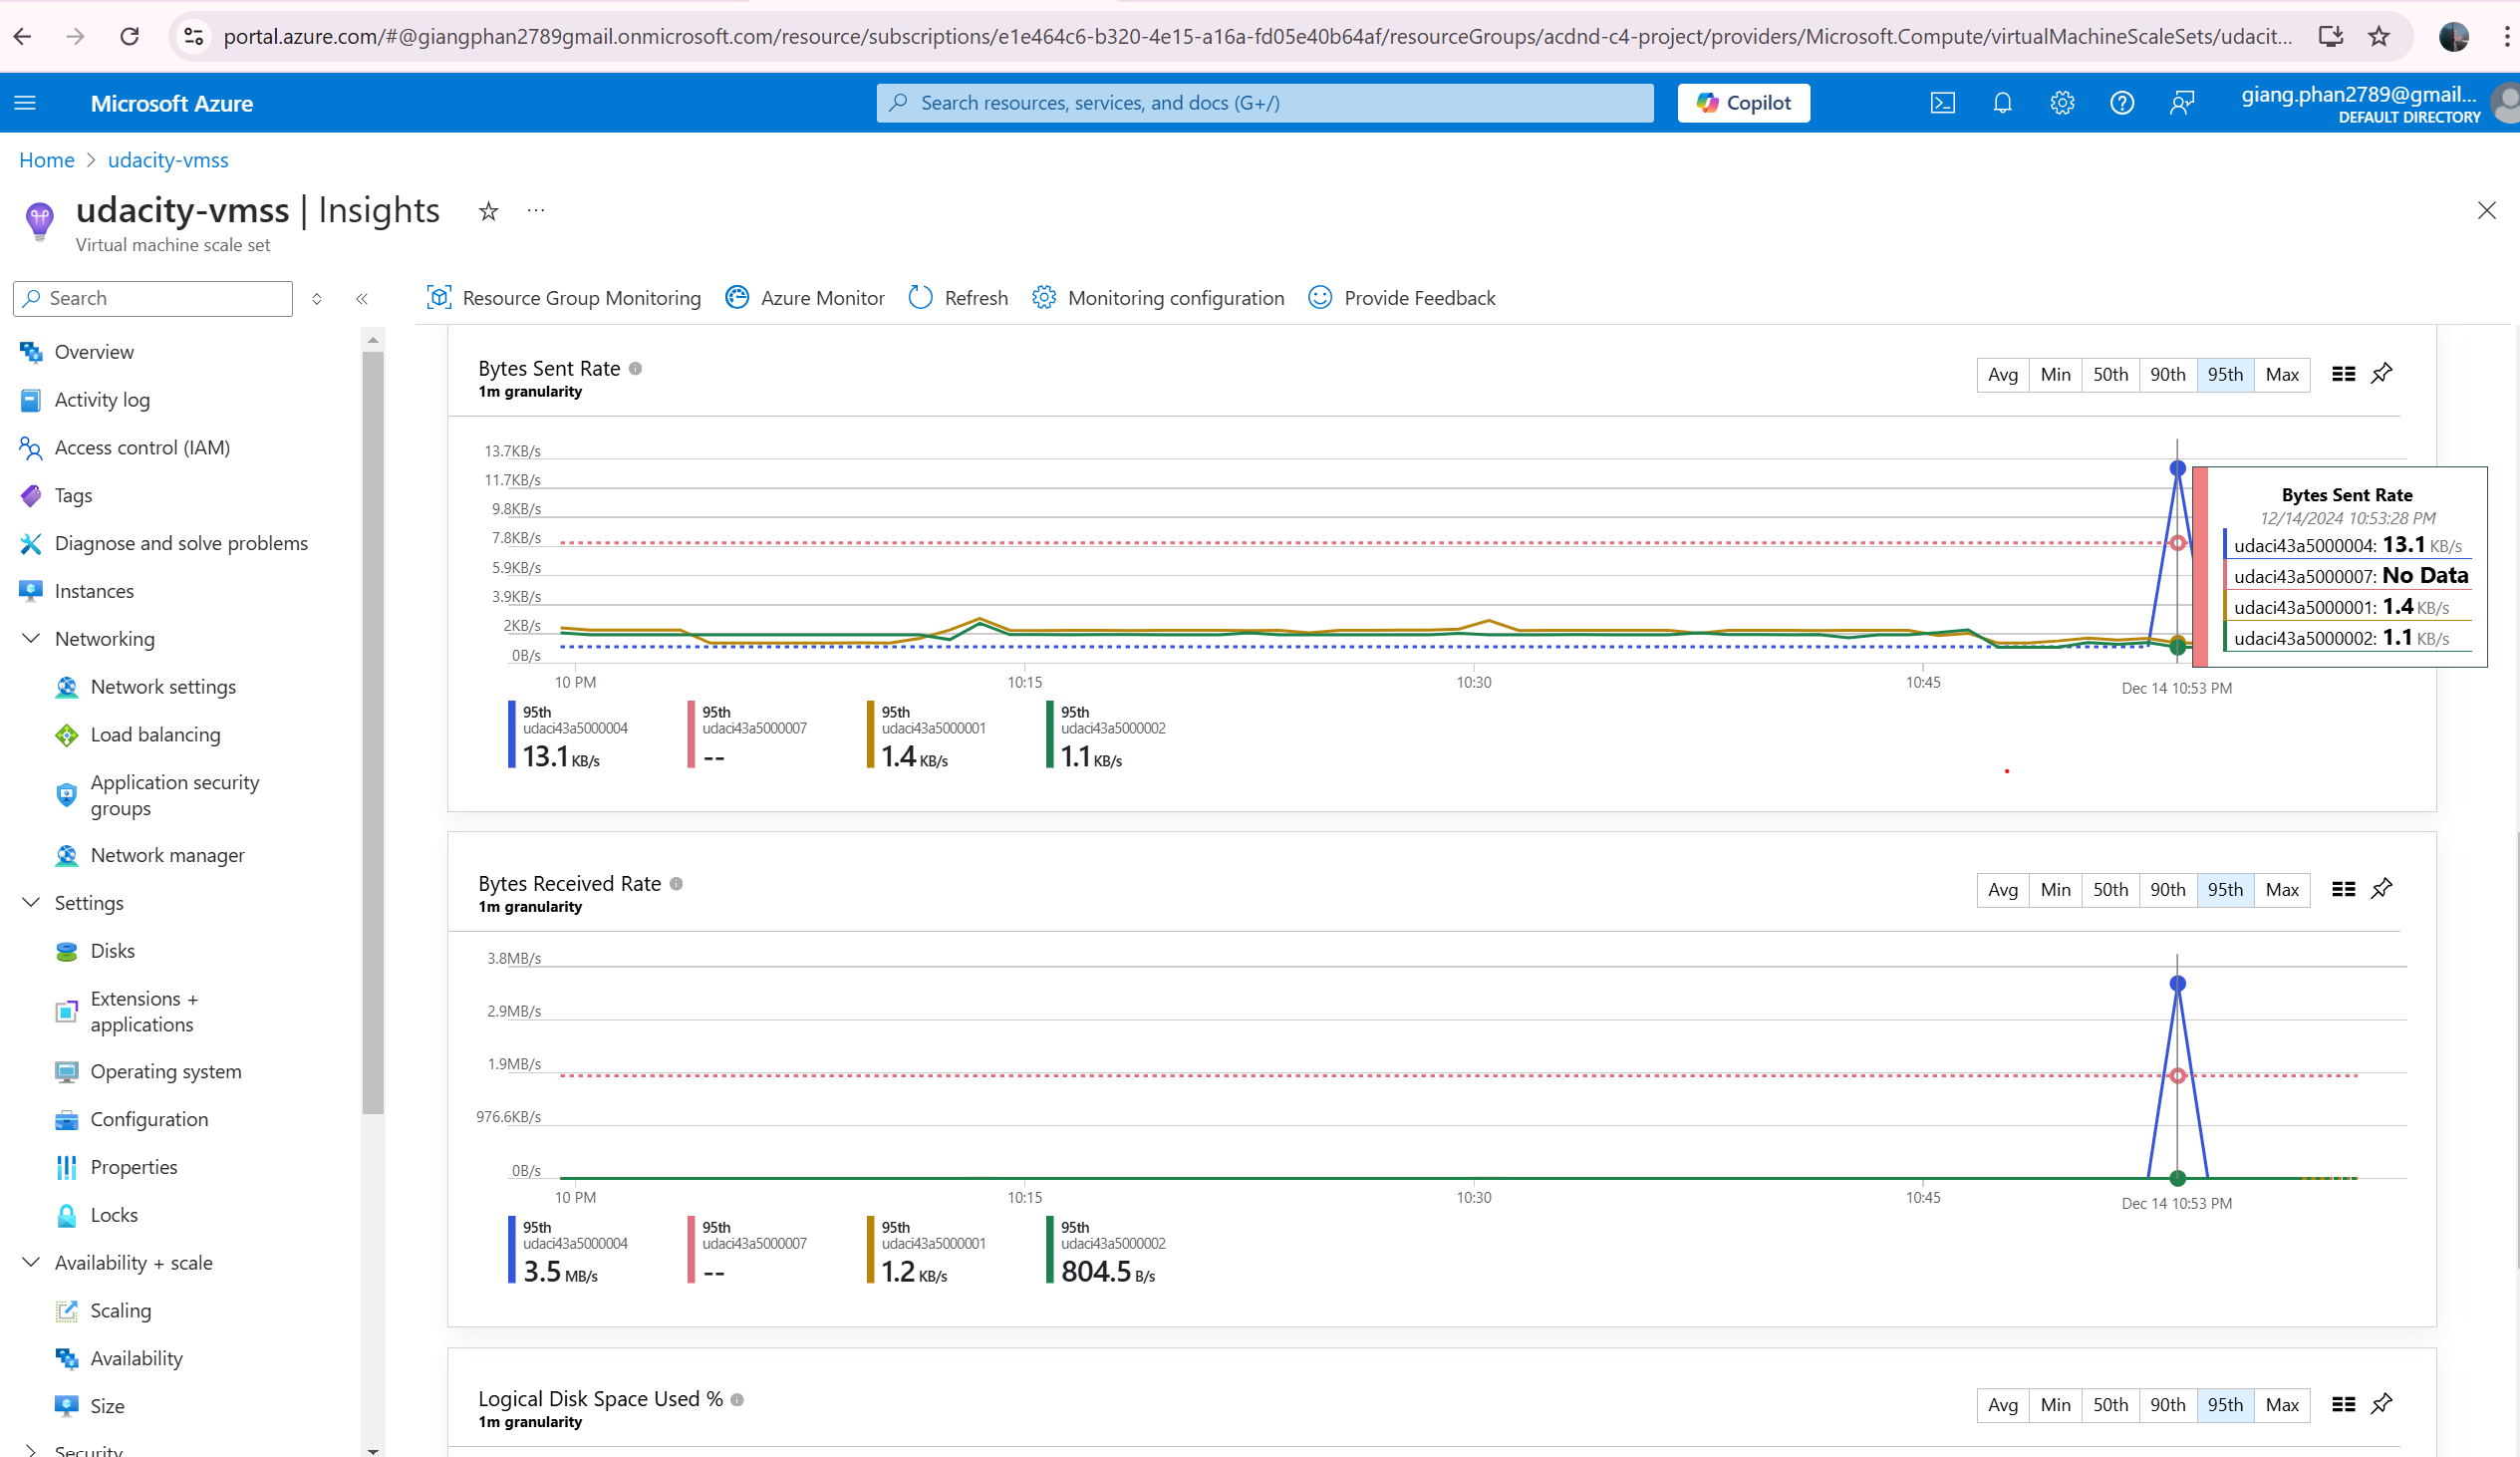 portal.azure.com/#@giangphan2789gmail.onmicrosoft.com/resource/subscriptions/e1e464c6-b320-4e15-a16a-fd05e40b64af/resourceGroups/acdnd-c4-project/providers/Microsoft.Compute/virtualMachineScaleSets/udacit...
Microsoft Azure
Search resources, services, and docs (G+/)
Copilot
giang.phan2789@gmail...
DEFAULT DIRECTORY
Home > udacity-vmss
udacity-vmss | Insights
Virtual machine scale set
Search
Resource Group Monitoring
Azure Monitor
Refresh
Monitoring configuration
Provide Feedback
Overview
Activity log
Access control (IAM)
Tags
Diagnose and solve problems
Instances
Networking
Network settings
Load balancing
Application security
groups
Network manager
Settings
Disks
Extensions +
applications
Operating system
Configuration
Properties
Locks
Availability + scale
Scaling
Availability
Size
Security
Bytes Sent Rate
1m granularity
Avg Min 50th 90th 95th Max
13.7KB/s
11.7KB/s
9.8KB/s
7.8KB/s
5.9KB/s
3.9KB/s
2KB/s
0B/s
10 PM
10:15
10:30
10:45
Dec 14 10:53 PM
Bytes Sent Rate
12/14/2024 10:53:28 PM
udaci43a5000004: 13.1 KB/s
udaci43a5000007: No Data
udaci43a5000001: 1.4 KB/s
udaci43a5000002: 1.1 KB/s
95th
udaci43a5000004
13.1 KB/s
95th
udaci43a5000007
--
95th
udaci43a5000001
1.4 KB/s
95th
udaci43a5000002
1.1 KB/s
Bytes Received Rate
1m granularity
Avg Min 50th 90th 95th Max
3.8MB/s
2.9MB/s
1.9MB/s
976.6KB/s
0B/s
10 PM
10:15
10:30
10:45
Dec 14 10:53 PM
95th
udaci43a5000004
3.5 MB/s
95th
udaci43a5000007
--
95th
udaci43a5000001
1.2 KB/s
95th
udaci43a5000002
804.5 B/s
Logical Disk Space Used %
1m granularity
Avg Min 50th 90th 95th Max